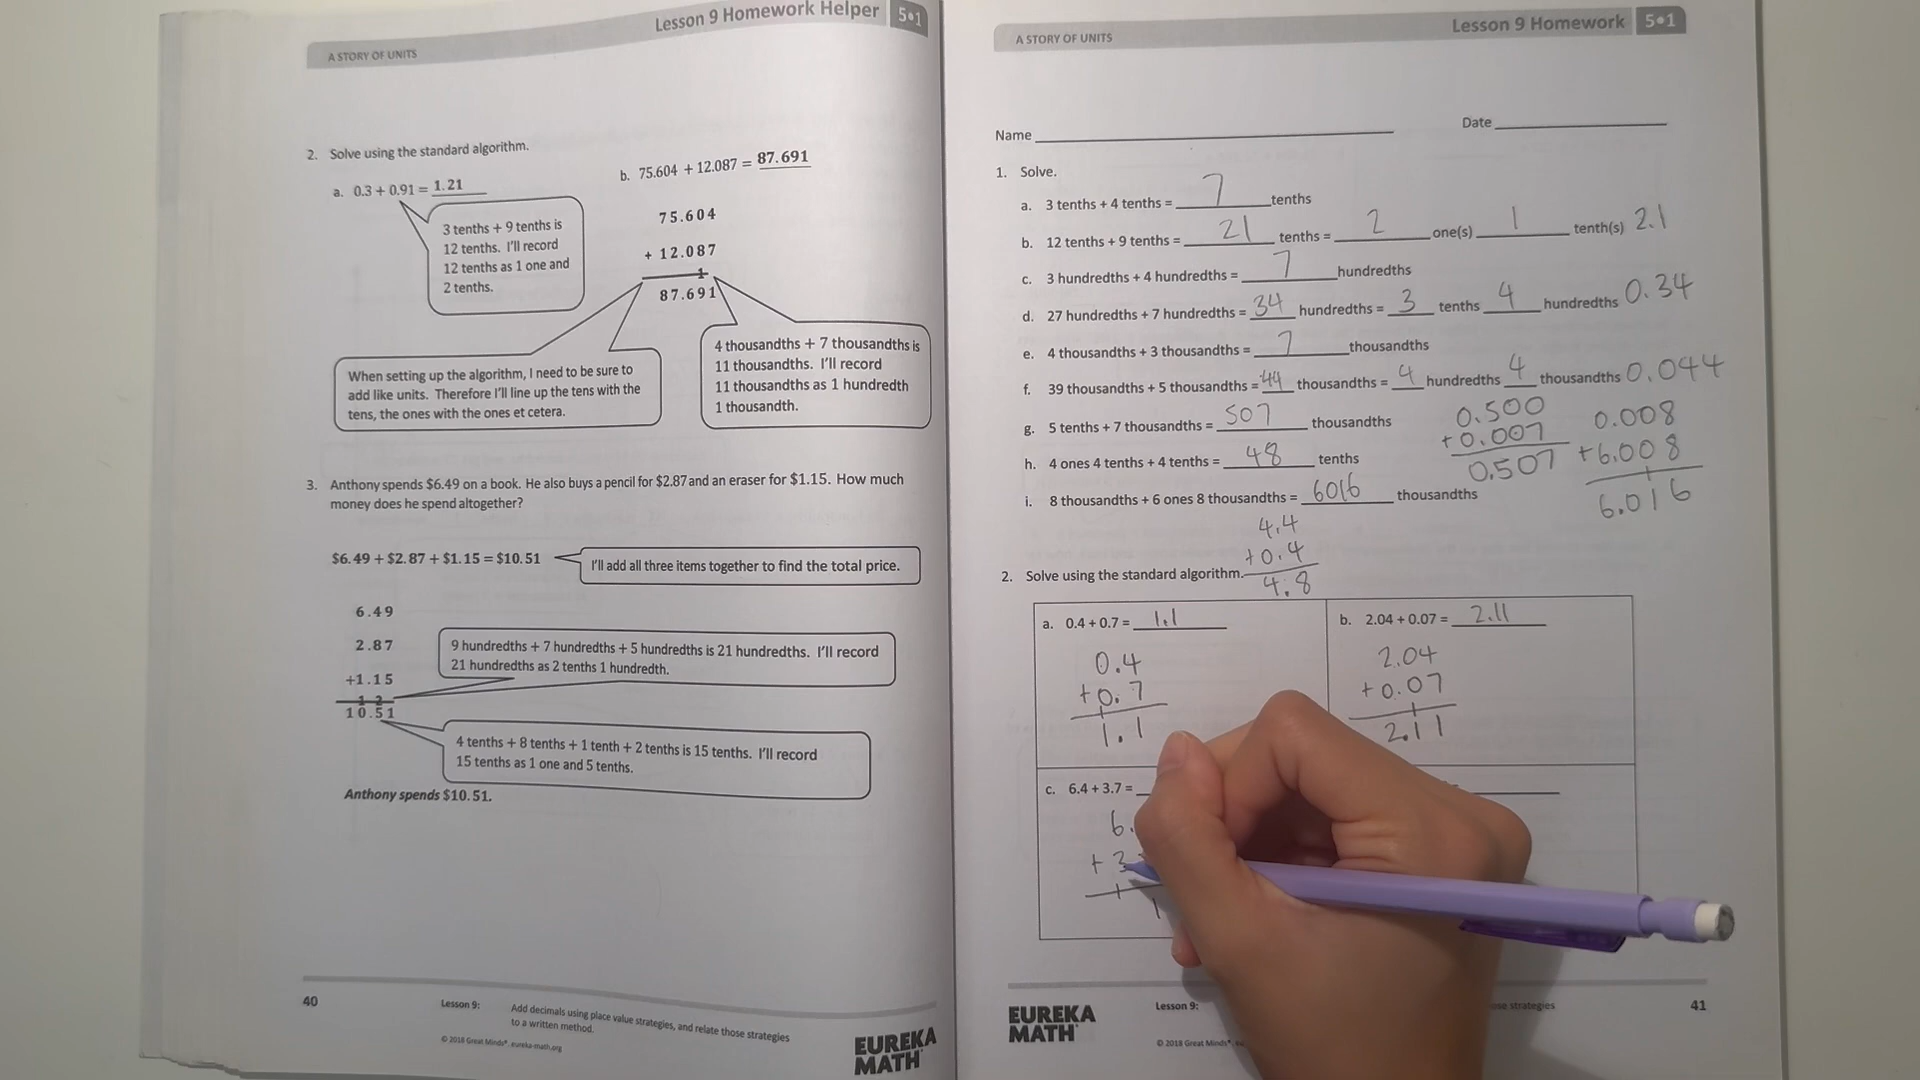 Lesson 9 Homework Helper 5•1
A STORY OF UNITS
2. Solve using the standard algorithm.
a. 0.3 + 0.91 = 1.21
b. 75.604 + 12.087 = 87.691
3 tenths + 9 tenths is
12 tenths. I'll record
12 tenths as 1 one and
2 tenths.
75.604
+ 12.087
1
87.691
When setting up the algorithm, I need to be sure to
add like units. Therefore I'll line up the tens with the
tens, the ones with the ones et cetera.
4 thousandths + 7 thousandths is
11 thousandths. I'll record
11 thousandths as 1 hundredth
1 thousandth.
3. Anthony spends $6.49 on a book. He also buys a pencil for $2.87 and an eraser for $1.15. How much
money does he spend altogether?
$6.49 + $2.87 + $1.15 = $10.51
I'll add all three items together to find the total price.
6.49
2.87
+1.15
1 2
10.51
9 hundredths + 7 hundredths + 5 hundredths is 21 hundredths. I'll record
21 hundredths as 2 tenths 1 hundredth.
4 tenths + 8 tenths + 1 tenth + 2 tenths is 15 tenths. I'll record
15 tenths as 1 one and 5 tenths.
Anthony spends $10.51.
40
Lesson 9:
Add decimals using place value strategies, and relate those strategies
to a written method.
© 2018 Great Minds®. eureka-math.org
EUREKA
MATH
A STORY OF UNITS
Lesson 9 Homework 5•1
Name
Date
1. Solve.
a. 3 tenths + 4 tenths = 7 tenths
b. 12 tenths + 9 tenths = 21 tenths = 2 one(s) 1 tenth(s) 2.1
c. 3 hundredths + 4 hundredths = 7 hundredths
d. 27 hundredths + 7 hundredths = 34 hundredths = 3 tenths 4 hundredths 0.34
e. 4 thousandths + 3 thousandths = 7 thousandths
f. 39 thousandths + 5 thousandths = 44 thousandths = 4 hundredths 4 thousandths 0.044
g. 5 tenths + 7 thousandths = 507 thousandths
h. 4 ones 4 tenths + 4 tenths = 48 tenths
i. 8 thousandths + 6 ones 8 thousandths = 6016 thousandths
0.500
+0.007
0.507
0.008
+6.008
1
6.016
4.4
+0.4
4.8
2. Solve using the standard algorithm.
a. 0.4 + 0.7 = 1.1
0.4
+0.7
1
1.1
b. 2.04 + 0.07 = 2.11
2.04
+0.07
1
2.11
c. 6.4 + 3.7 =
6.
+ 3
1
1
EUREKA
MATH
Lesson 9:
strategies
© 2018 Great Minds®.
41